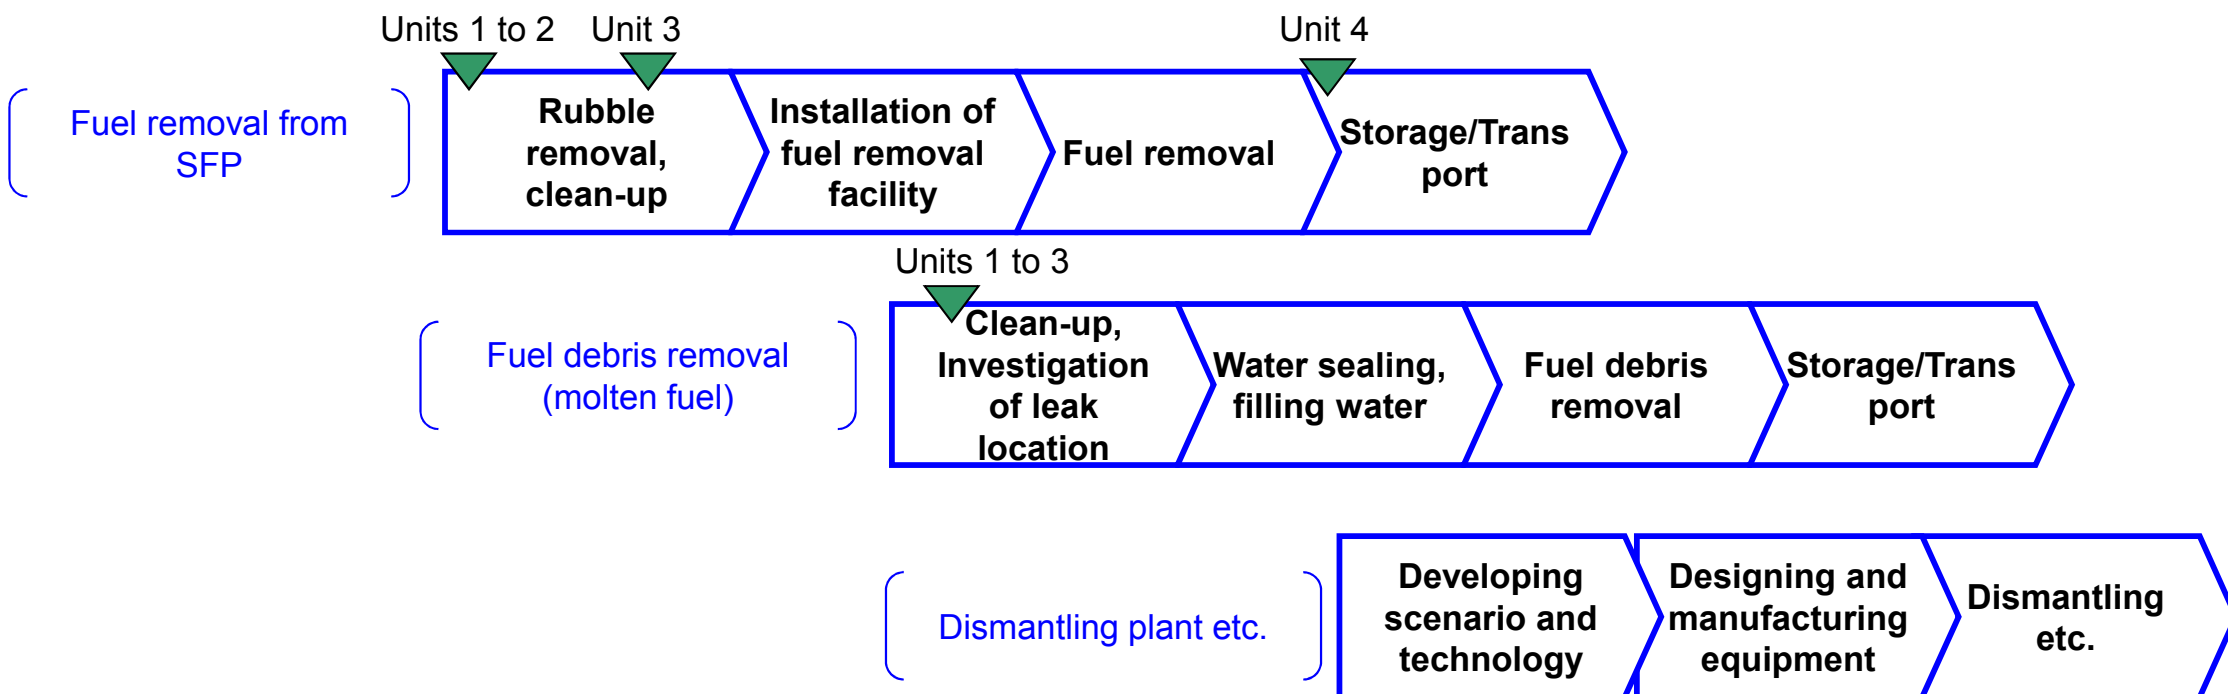 Units 1 to 2
Unit 3
Unit 4
Fuel removal from
SFP
Rubble
removal,
clean-up
Installation of
fuel removal
facility
Fuel removal
Storage/Trans
port
Units 1 to 3
Fuel debris removal
(molten fuel)
Clean-up,
Investigation
of leak
location
Water sealing,
filling water
Fuel debris
removal
Storage/Trans
port
Dismantling plant etc.
Developing
scenario and
technology
Designing and
manufacturing
equipment
Dismantling
etc.